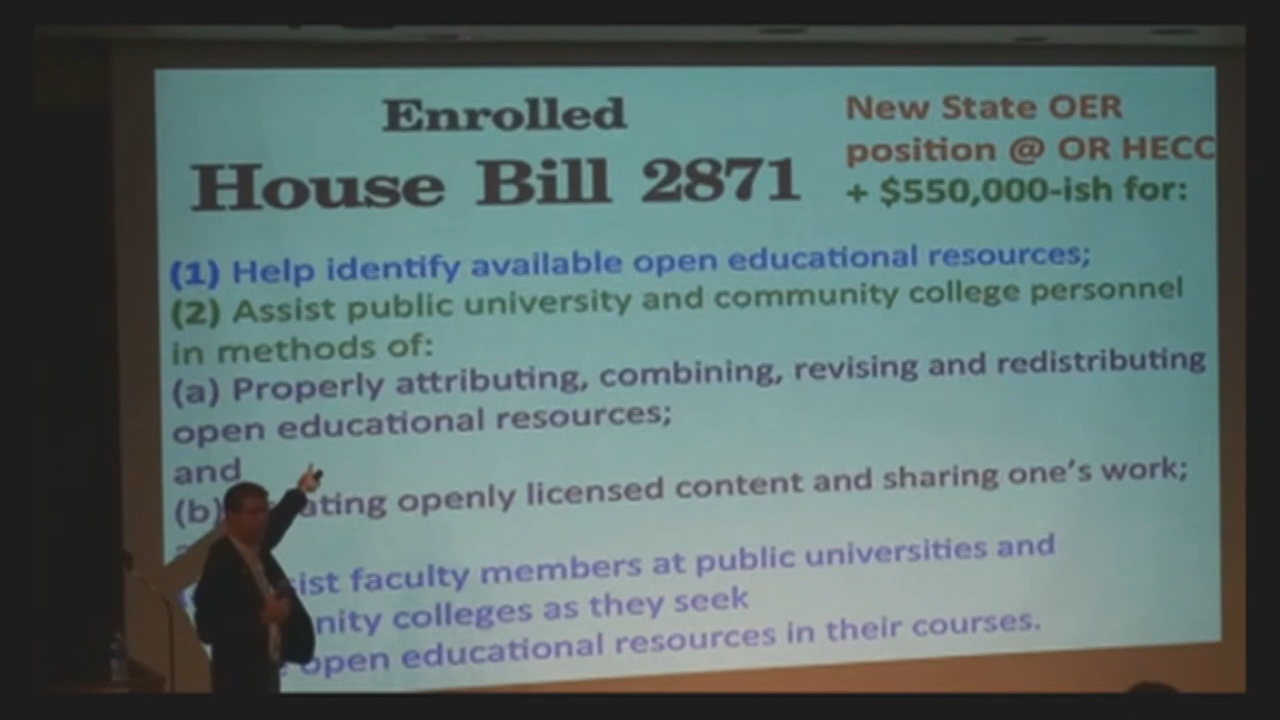 Enrolled
House Bill 2871
New State OER
position @ OR HECC
+ $550,000-ish for:
(1) Help identify available open educational resources;
(2) Assist public university and community college personnel
in methods of:
(a) Properly attributing, combining, revising and redistributing
open educational resources;
and
(b) ating openly licensed content and sharing one's work;
ist faculty members at public universities and
nity colleges as they seek
open educational resources in their courses.